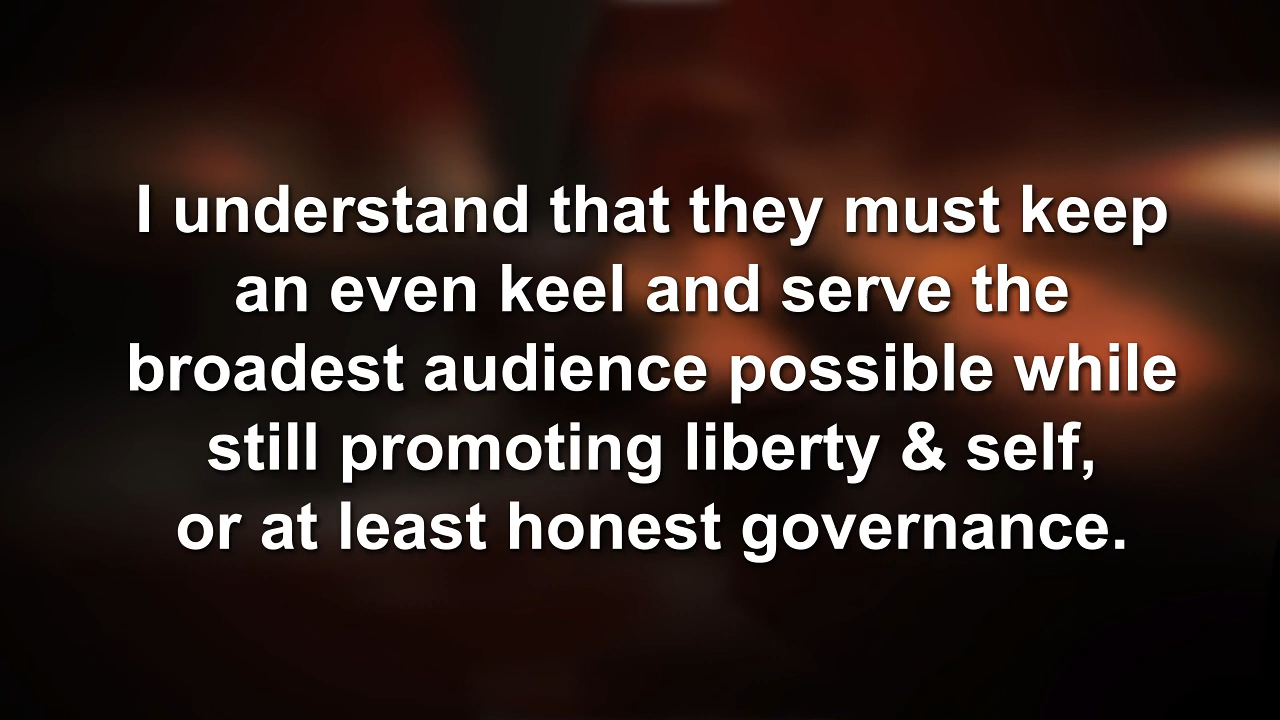 I understand that they must keep
an even keel and serve the
broadest audience possible while
still promoting liberty & self,
or at least honest governance.